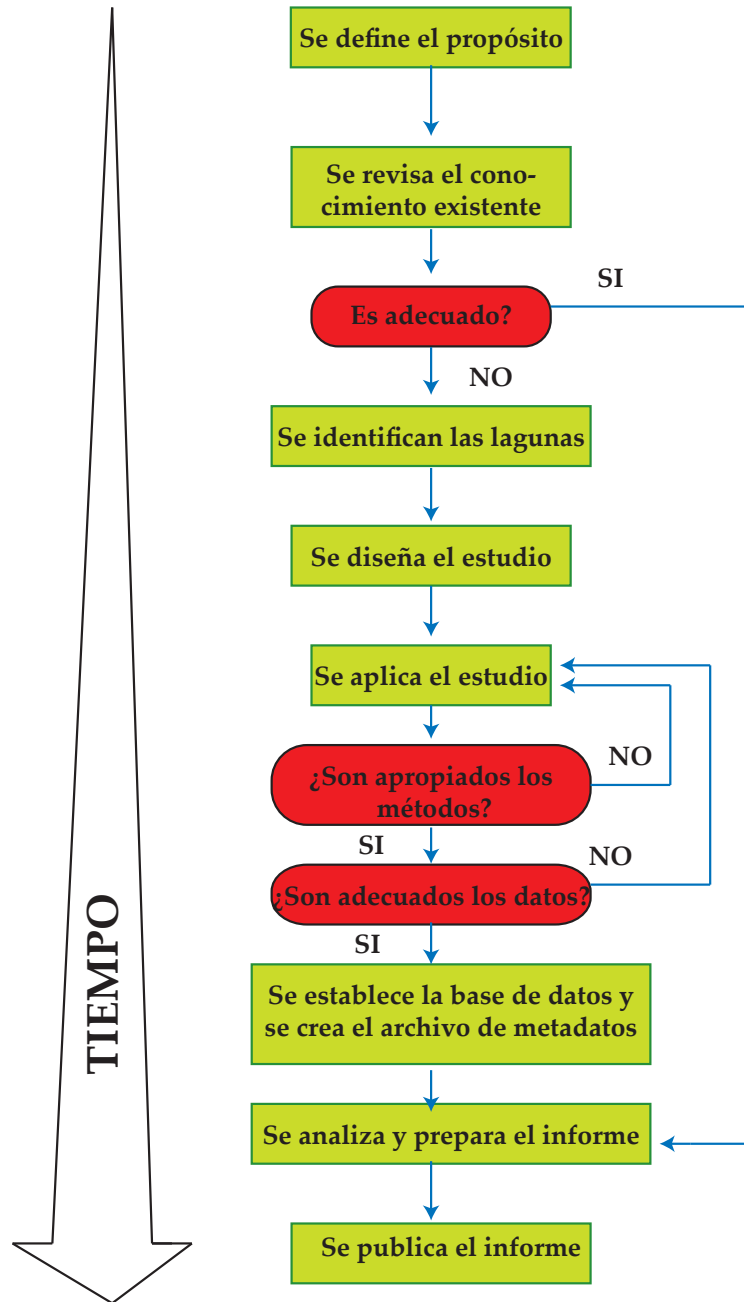 Se define el propósito
Se revisa el cono-
cimiento existente
SI
Es adecuado?
NO
Se identifican las lagunas
Se diseña el estudio
Se aplica el estudio
NO
¿Son apropiados los
métodos?
SI
NO
¿Son adecuados los datos?
SI
Se establece la base de datos y
se crea el archivo de metadatos
Se analiza y prepara el informe
Se publica el informe
TIEMPO